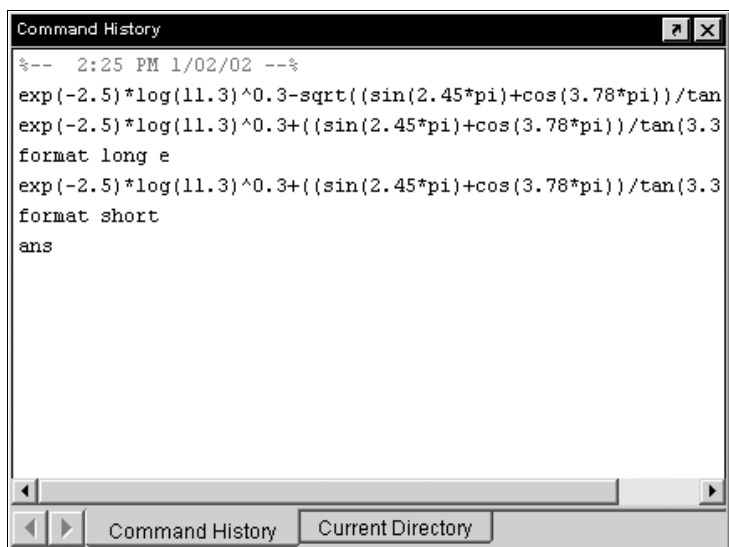 Command History
%--  2:25 PM 1/02/02 --%
exp(-2.5)*log(11.3)^0.3-sqrt((sin(2.45*pi)+cos(3.78*pi))/tan
exp(-2.5)*log(11.3)^0.3+((sin(2.45*pi)+cos(3.78*pi))/tan(3.3
format long e
exp(-2.5)*log(11.3)^0.3+((sin(2.45*pi)+cos(3.78*pi))/tan(3.3
format short
ans
Command History
Current Directory